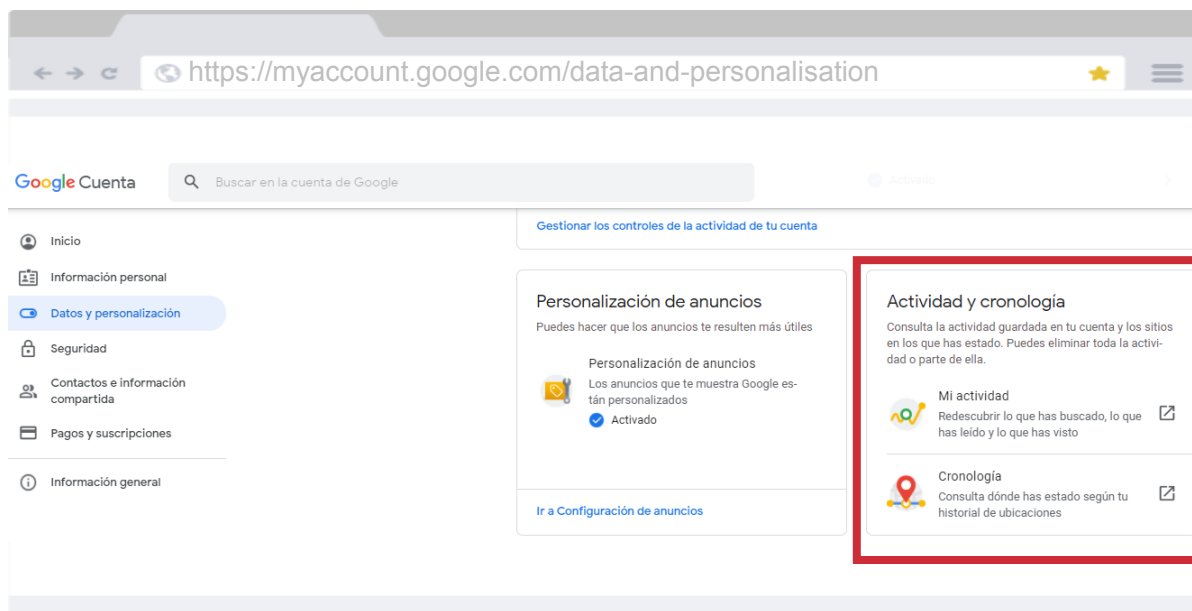 https://myaccount.google.com/data-and-personalisation
Google Cuenta
Buscar en la cuenta de Google
Activado
Inicio
Información personal
Datos y personalización
Seguridad
Contactos e información
compartida
Pagos y suscripciones
Información general
Gestionar los controles de la actividad de tu cuenta
Personalización de anuncios
Puedes hacer que los anuncios te resulten más útiles
Personalización de anuncios
Los anuncios que te muestra Google es-
tán personalizados
Activado
Ir a Configuración de anuncios
Actividad y cronología
Consulta la actividad guardada en tu cuenta y los sitios
en los que has estado. Puedes eliminar toda la activi-
dad o parte de ella.
Mi actividad
Redescubrir lo que has buscado, lo que
has leído y lo que has visto
Cronología
Consulta dónde has estado según tu
historial de ubicaciones